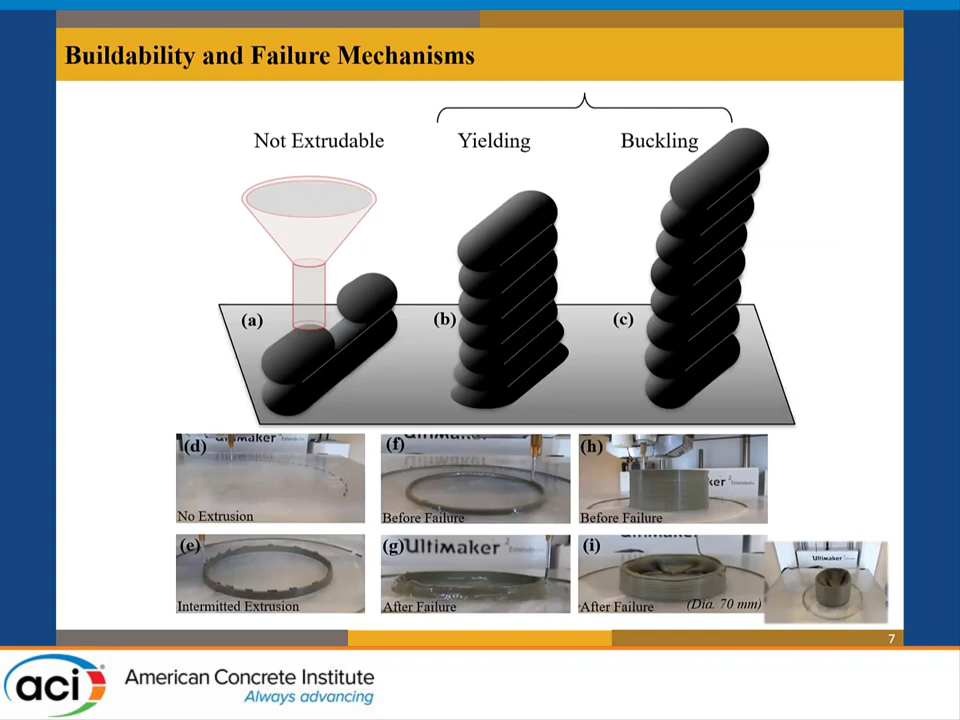 Buildability and Failure Mechanisms
Not Extrudable
Yielding
Buckling
(a)
(b)
(c)
(d)
No Extrusion
(f)
Before Failure
(h)
Before Failure
(e)
Intermitted Extrusion
(g)
Ultimaker
After Failure
(i)
After Failure
(Dia. 70 mm)
Ultimaker
7
aci
American Concrete Institute
Always advancing